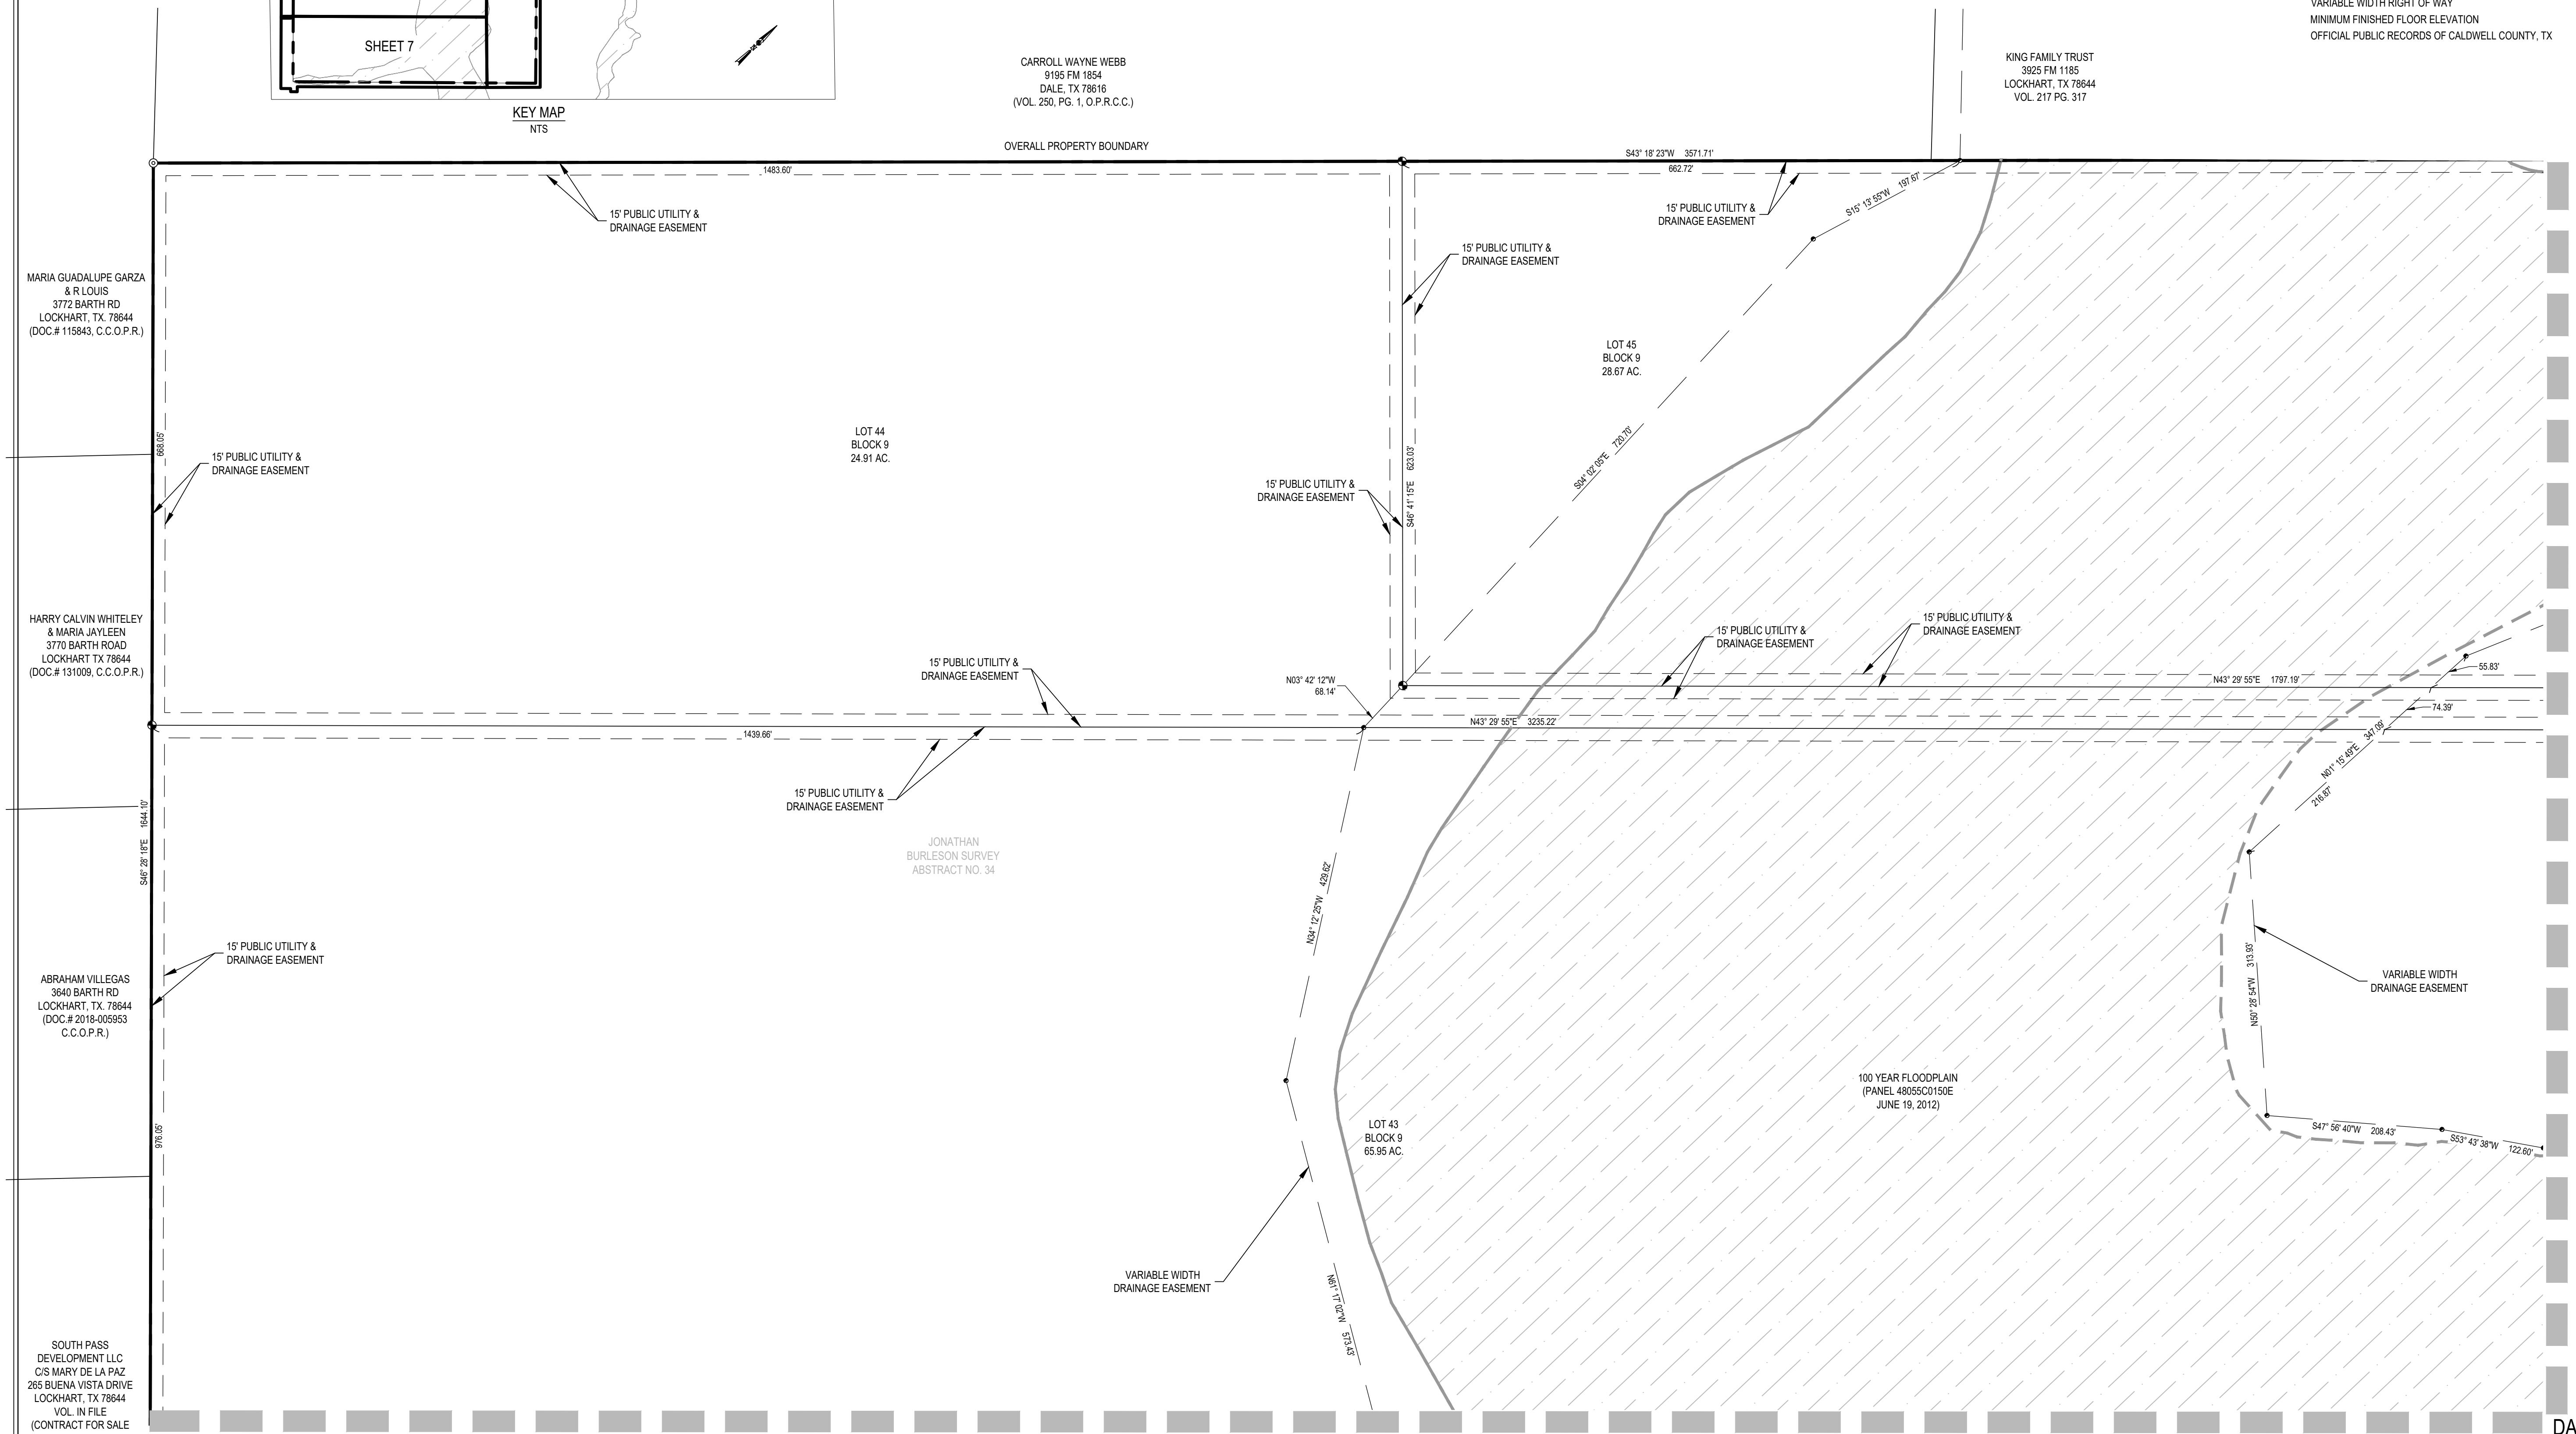 VARIABLE WIDTH RIGHT OF WAY
MINIMUM FINISHED FLOOR ELEVATION
OFFICIAL PUBLIC RECORDS OF CALDWELL COUNTY, TX
SHEET 7
KEY MAP
NTS
CARROLL WAYNE WEBB
9195 FM 1854
DALE, TX 78616
(VOL. 250, PG. 1, O.P.R.C.C.)
KING FAMILY TRUST
3925 FM 1185
LOCKHART, TX 78644
VOL. 217 PG. 317
OVERALL PROPERTY BOUNDARY
S43° 18' 23"W 3571.71'
1483.60'
662.72'
S15° 13' 55"W 197.67'
15' PUBLIC UTILITY &
DRAINAGE EASEMENT
15' PUBLIC UTILITY &
DRAINAGE EASEMENT
15' PUBLIC UTILITY &
DRAINAGE EASEMENT
MARIA GUADALUPE GARZA
& R LOUIS
3772 BARTH RD
LOCKHART, TX. 78644
(DOC.# 115843, C.C.O.P.R.)
LOT 45
BLOCK 9
28.67 AC.
LOT 44
BLOCK 9
24.91 AC.
668.05'
15' PUBLIC UTILITY &
DRAINAGE EASEMENT
15' PUBLIC UTILITY &
DRAINAGE EASEMENT
S46° 41' 15"E 623.03'
S04° 02' 05"E 720.70'
HARRY CALVIN WHITELEY
& MARIA JAYLEEN
3770 BARTH ROAD
LOCKHART TX 78644
(DOC.# 131009, C.C.O.P.R.)
15' PUBLIC UTILITY &
DRAINAGE EASEMENT
15' PUBLIC UTILITY &
DRAINAGE EASEMENT
15' PUBLIC UTILITY &
DRAINAGE EASEMENT
N03° 42' 12"W
68.14'
55.83'
N43° 29' 55"E 1797.19'
74.39'
N43° 29' 55"E 3235.22'
1439.66'
N01° 15' 49"E 347.09'
216.87'
15' PUBLIC UTILITY &
DRAINAGE EASEMENT
S46° 28' 18"E 1644.10'
JONATHAN
BURLESON SURVEY
ABSTRACT NO. 34
N34° 12' 25"W 429.62'
15' PUBLIC UTILITY &
DRAINAGE EASEMENT
ABRAHAM VILLEGAS
3640 BARTH RD
LOCKHART, TX. 78644
(DOC.# 2018-005953
C.C.O.P.R.)
N50° 28' 54"W 313.93'
VARIABLE WIDTH
DRAINAGE EASEMENT
100 YEAR FLOODPLAIN
(PANEL 48055C0150E
JUNE 19, 2012)
976.05'
LOT 43
BLOCK 9
65.95 AC.
S47° 56' 40"W 208.43'
S53° 43' 38"W 122.60'
VARIABLE WIDTH
DRAINAGE EASEMENT
N61° 17' 02"W 573.43'
SOUTH PASS
DEVELOPMENT LLC
C/S MARY DE LA PAZ
265 BUENA VISTA DRIVE
LOCKHART, TX 78644
VOL. IN FILE
(CONTRACT FOR SALE
DA